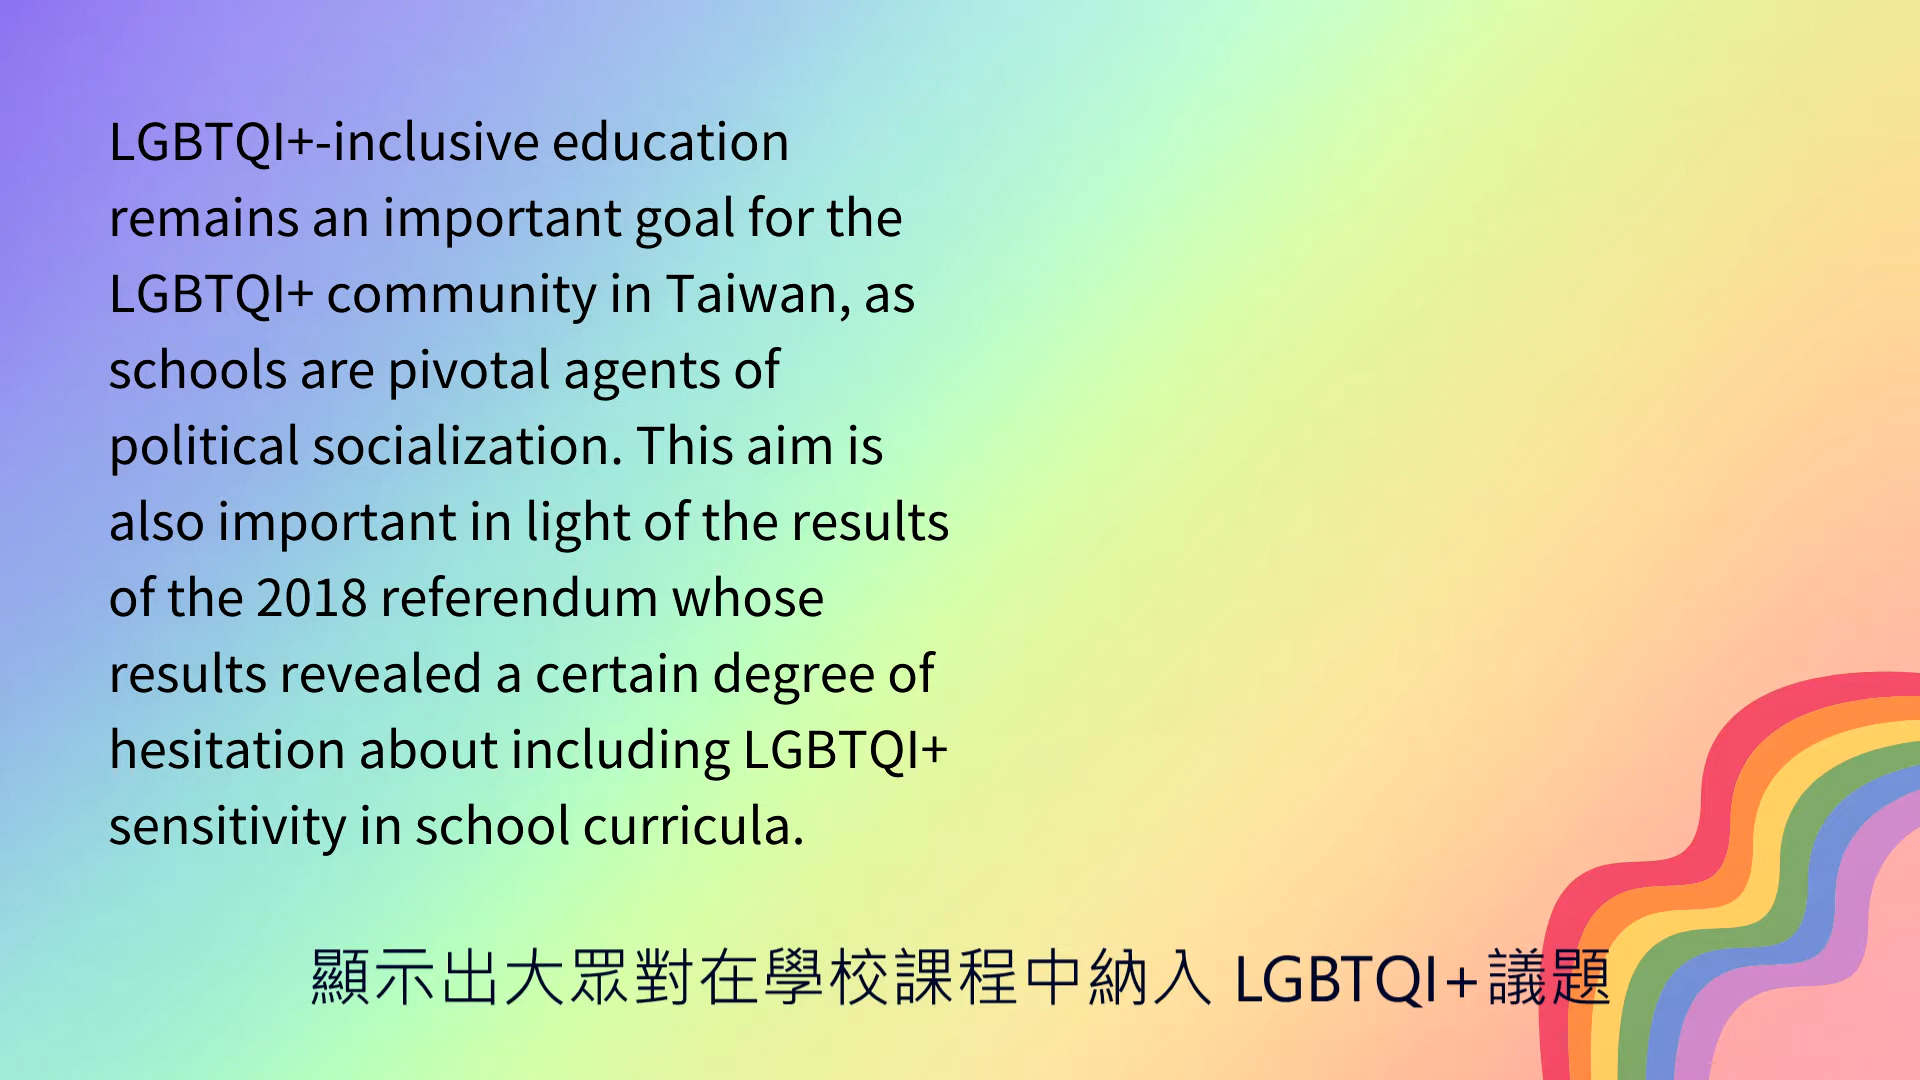 LGBTQI+-inclusive education
remains an important goal for the
LGBTQI+ community in Taiwan, as
schools are pivotal agents of
political socialization. This aim is
also important in light of the results
of the 2018 referendum whose
results revealed a certain degree of
hesitation about including LGBTQI+
sensitivity in school curricula.
顯示出大眾對在學校課程中納入 LGBTQI+議題